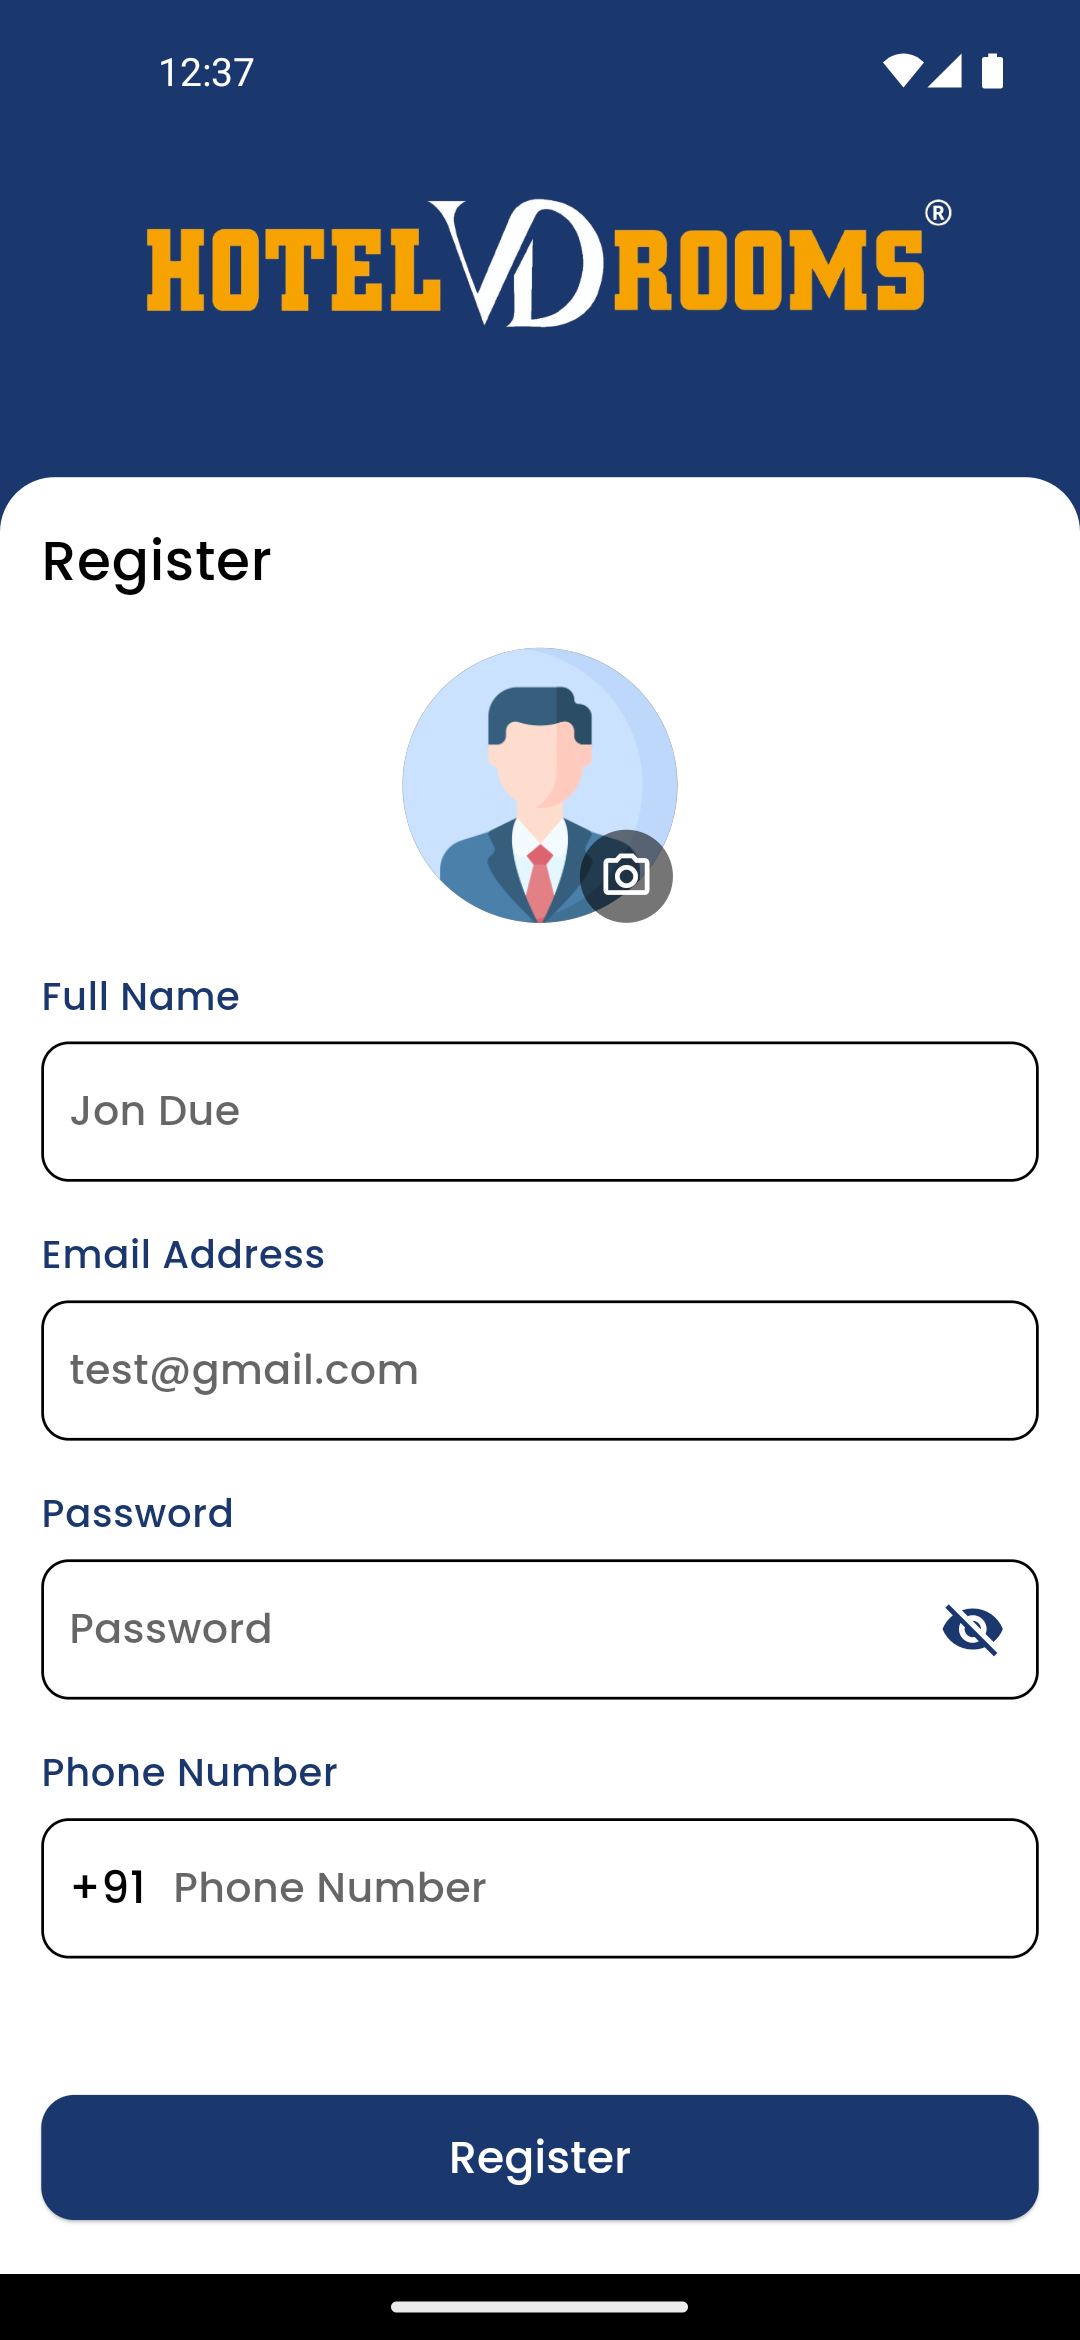 12:37
HOTEL VD ROOMS®
Register
Full Name
Jon Due
Email Address
test@gmail.com
Password
Password
Phone Number
+91 Phone Number
Register